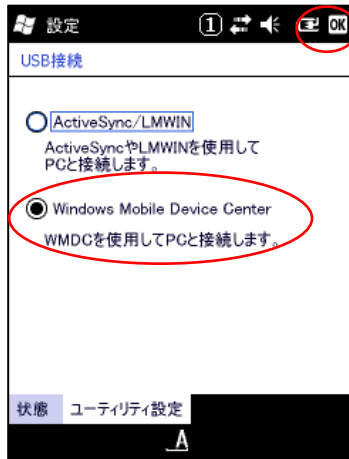 設定 1 OK
USB接続
ActiveSync/LMWIN
ActiveSyncやLMWINを使用して
PCと接続します。
Windows Mobile Device Center
WMDCを使用してPCと接続します。
状態 ユーティリティ設定
A